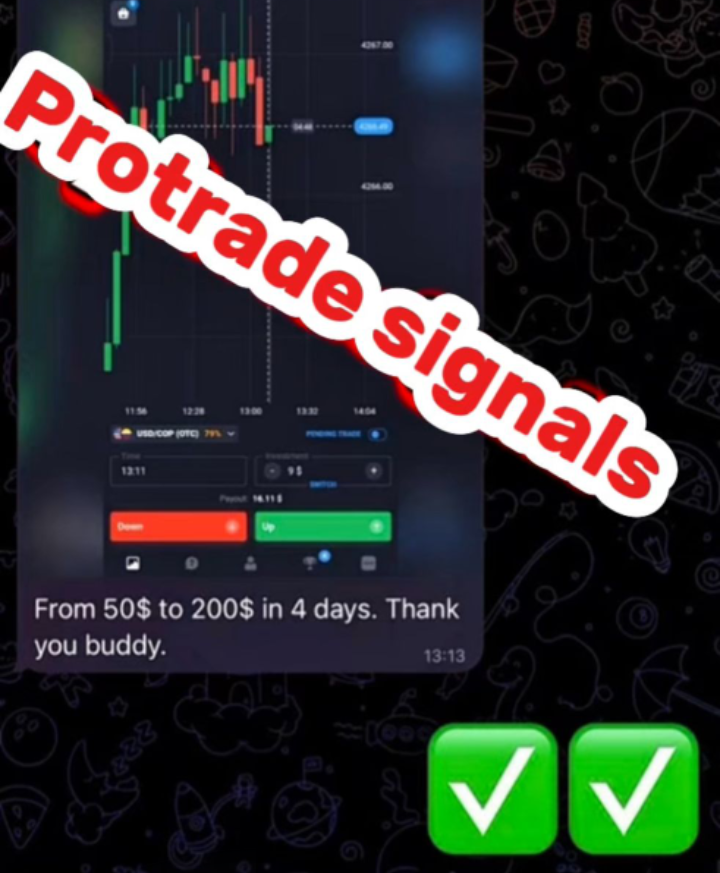 4267.00
4266.00
Protrade signals
11:56 12:28 13:00 13:32 14:04
USD/COP (OTC) 79%
PENDING TRADE
Time
13:11
Investment
9 $
SWITCH
Payout 16.11 $
Down
Up
From 50$ to 200$ in 4 days. Thank
you buddy.
13:13